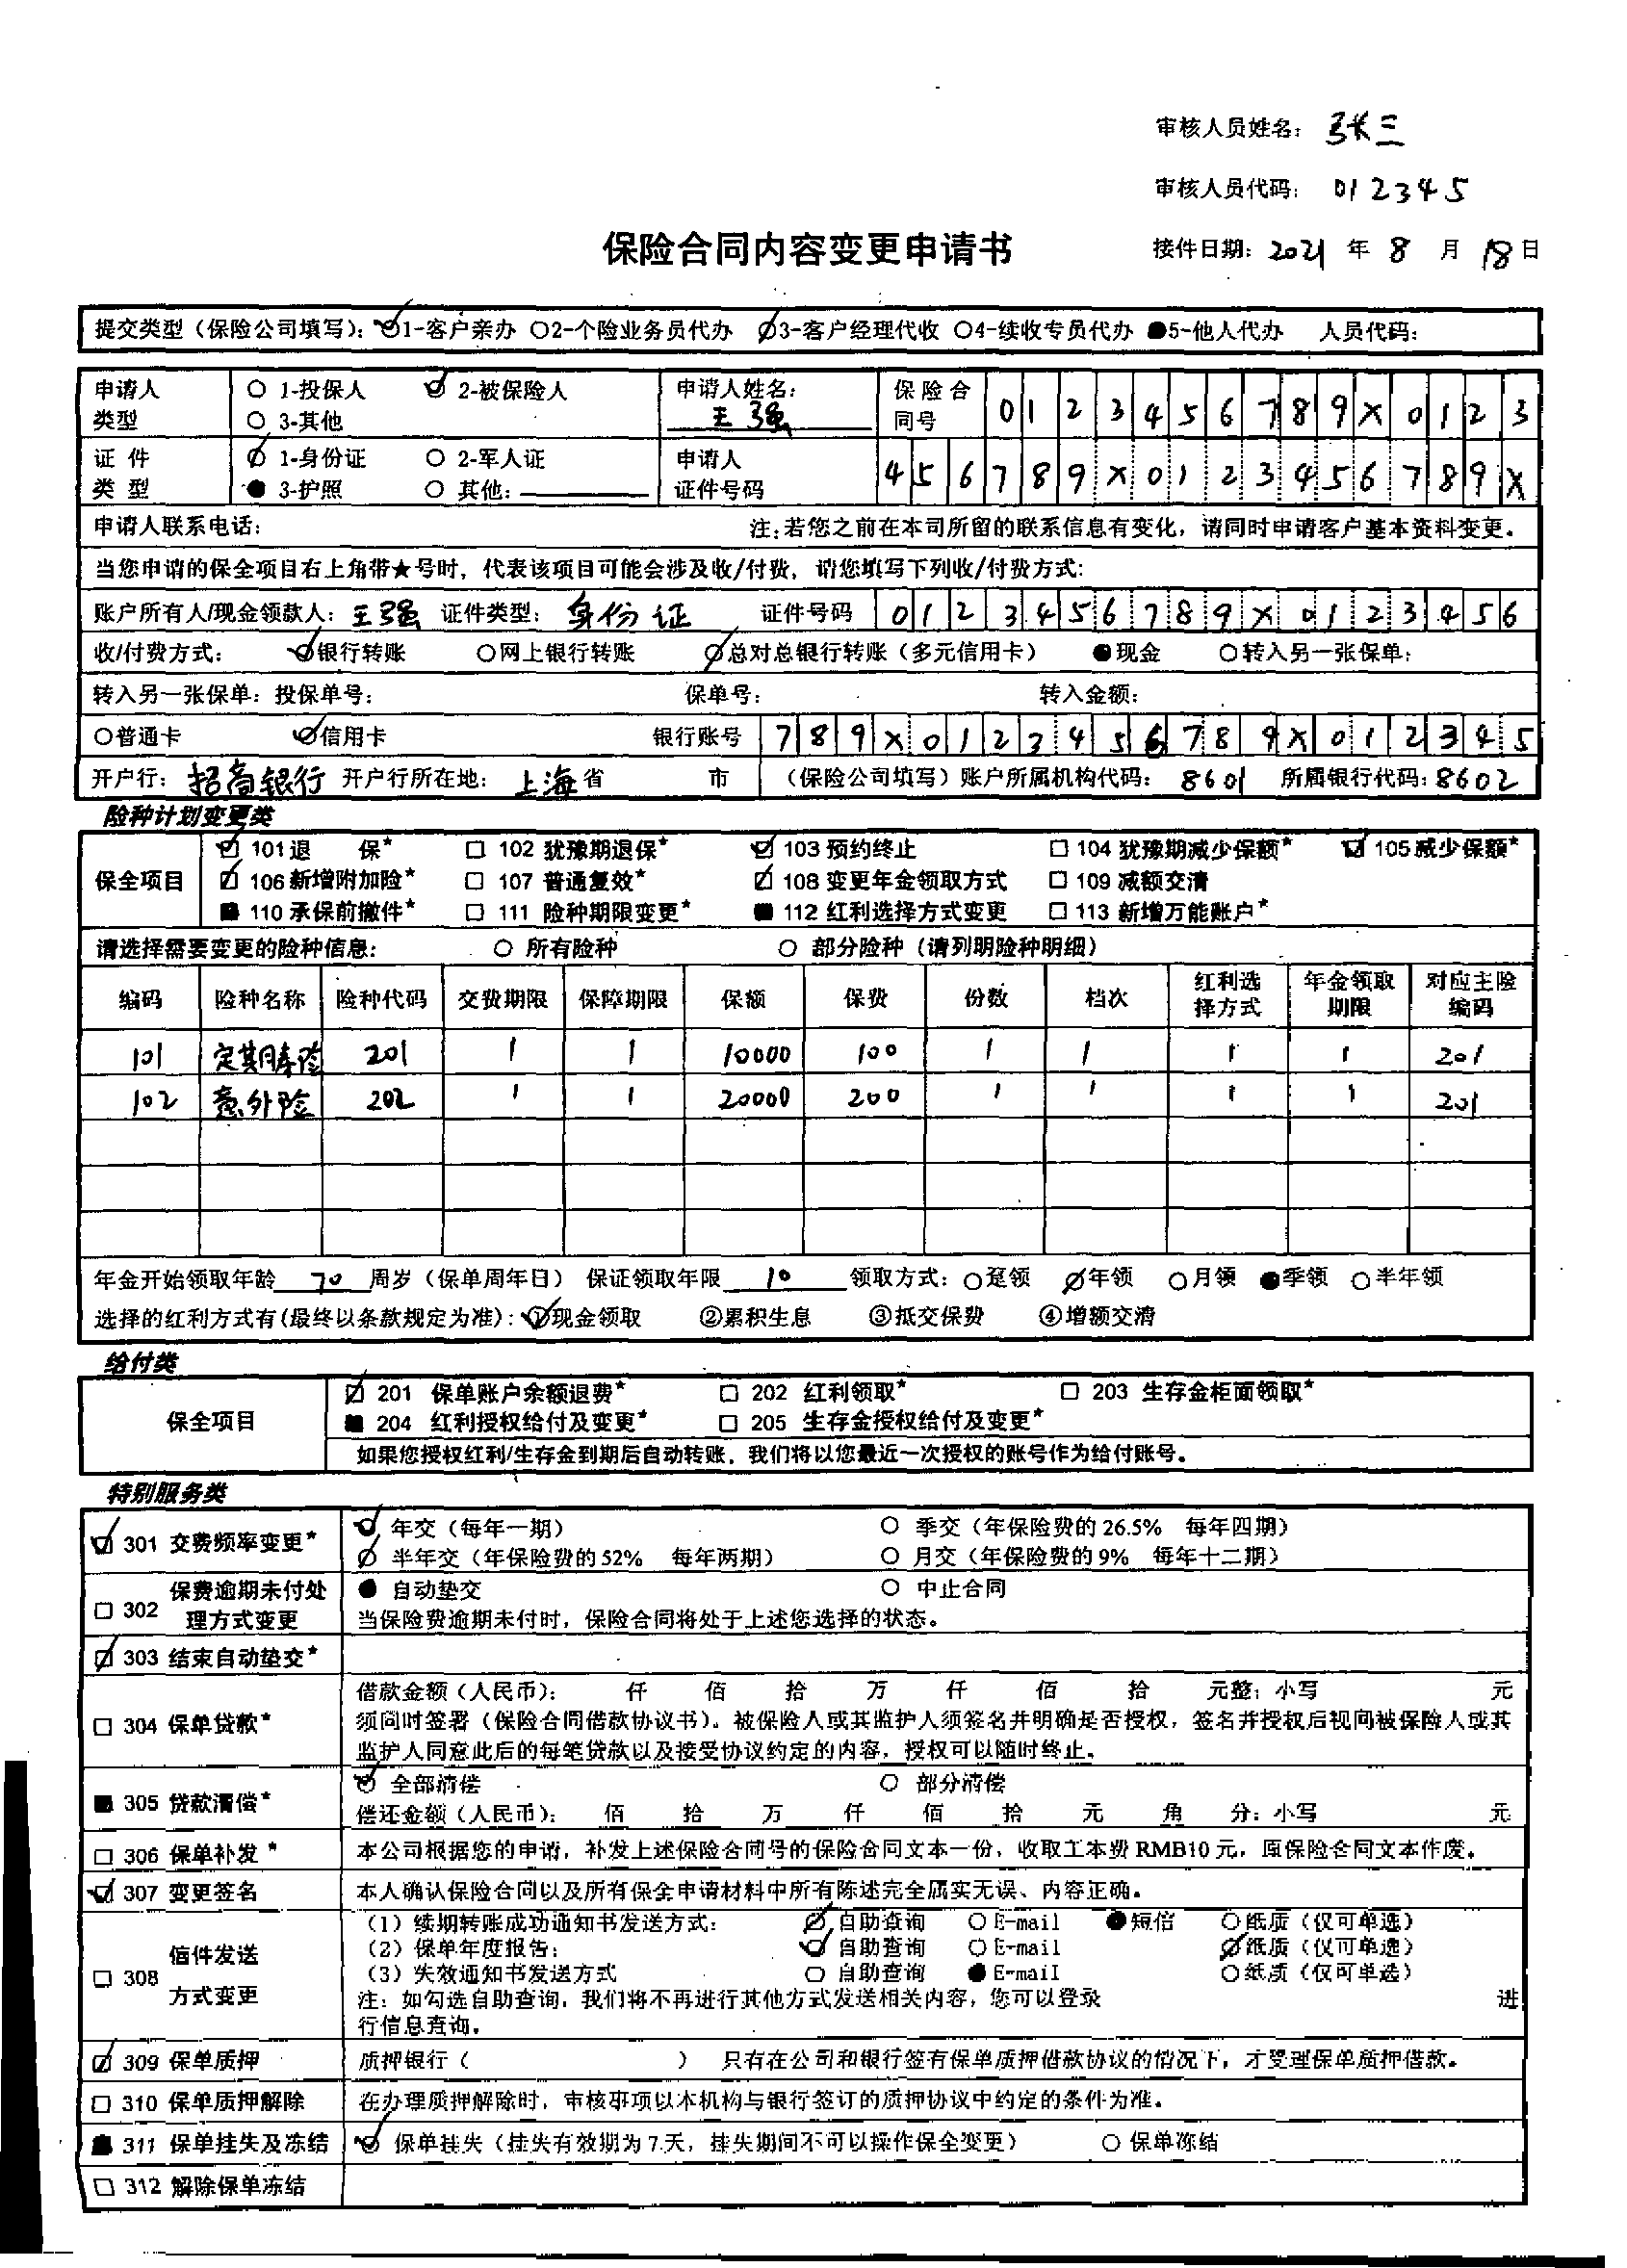 审核人员姓名：张三
审核人员代码：012345
保险合同内容变更申请书
接件日期：2021 年 8 月 18 日
提交类型（保险公司填写）：1-客户亲办 ○2-个险业务员代办 3-客户经理代收 ○4-续收专员代办 ●5-他人代办 人员代码：
申请人类型 ○ 1-投保人 2-被保险人 ○ 3-其他 申请人姓名：王强 保险合同号 0123456789X0123
证件类型 1-身份证 ○ 2-军人证 ● 3-护照 ○ 其他： 申请人证件号码 456789X0123456789X
申请人联系电话： 注：若您之前在本司所留的联系信息有变化，请同时申请客户基本资料变更。
当您申请的保全项目右上角带★号时，代表该项目可能会涉及收/付费，请您填写下列收/付费方式：
账户所有人/现金领款人：王强 证件类型：身份证 证件号码 0123456789X0123456
收/付费方式： 银行转账 ○网上银行转账 总对总银行转账（多元信用卡） ●现金 ○转入另一张保单：
转入另一张保单：投保单号： 保单号： 转入金额：
○普通卡 信用卡 银行账号 789X0123456789X012345
开户行：招商银行 开户行所在地：上海省 市 （保险公司填写）账户所属机构代码：8601 所属银行代码：8602
险种计划变更类
保全项目
☑ 101 退 保★ □ 102 犹豫期退保★ ☑ 103 预约终止 □ 104 犹豫期减少保额★ ☑ 105 减少保额★
☑ 106 新增附加险★ □ 107 普通复效★ ☑ 108 变更年金领取方式 □ 109 减额交清
■ 110 承保前撤件★ □ 111 险种期限变更★ ■ 112 红利选择方式变更 □ 113 新增万能账户★
请选择需要变更的险种信息： ○ 所有险种 ○ 部分险种（请列明险种明细）
编码 险种名称 险种代码 交费期限 保障期限 保额 保费 份数 档次 红利选择方式 年金领取期限 对应主险编码
101 定期寿险 201 1 1 10000 100 1 1 1 1 201
102 意外险 202 1 1 20000 200 1 1 1 1 201
年金开始领取年龄 70 周岁（保单周年日） 保证领取年限 10 领取方式：○趸领 年领 ○月领 ●季领 ○半年领
选择的红利方式有(最终以条款规定为准)：①现金领取 ②累积生息 ③抵交保费 ④增额交清
给付类
保全项目
☑ 201 保单账户余额退费★ □ 202 红利领取★ □ 203 生存金柜面领取★
■ 204 红利授权给付及变更★ □ 205 生存金授权给付及变更★
如果您授权红利/生存金到期后自动转账，我们将以您最近一次授权的账号作为给付账号。
特别服务类
☑ 301 交费频率变更★ 年交（每年一期） ○ 季交（年保险费的 26.5% 每年四期）
半年交（年保险费的 52% 每年两期） ○ 月交（年保险费的 9% 每年十二期）
□ 302 保费逾期未付处理方式变更 ● 自动垫交 ○ 中止合同
当保险费逾期未付时，保险合同将处于上述您选择的状态。
☑ 303 结束自动垫交★
□ 304 保单贷款★ 借款金额（人民币）： 仟 佰 拾 万 仟 佰 拾 元整；小写 元
须同时签署（保险合同借款协议书）。被保险人或其监护人须签名并明确是否授权，签名并授权后视同被保险人或其
监护人同意此后的每笔贷款以及接受协议约定的内容，授权可以随时终止。
■ 305 贷款清偿★ 全部清偿 ○ 部分清偿
偿还金额（人民币）： 佰 拾 万 仟 佰 拾 元 角 分；小写 元
□ 306 保单补发★ 本公司根据您的申请，补发上述保险合同号的保险合同文本一份，收取工本费 RMB10 元，原保险合同文本作废。
☑ 307 变更签名 本人确认保险合同以及所有保全申请材料中所有陈述完全属实无误、内容正确。
□ 308 信件发送方式变更
（1）续期转账成功通知书发送方式： 自助查询 ○ E-mail ●短信 ○纸质（仅可单选）
（2）保单年度报告： 自助查询 ○ E-mail 纸质（仅可单选）
（3）失效通知书发送方式 ○ 自助查询 ● E-mail ○纸质（仅可单选）
注：如勾选自助查询，我们将不再进行其他方式发送相关内容，您可以登录 进
行信息查询。
☑ 309 保单质押 质押银行（ ） 只有在公司和银行签有保单质押借款协议的情况下，才受理保单质押借款。
□ 310 保单质押解除 在办理质押解除时，审核事项以本机构与银行签订的质押协议中约定的条件为准。
■ 311 保单挂失及冻结 保单挂失（挂失有效期为 7 天，挂失期间不可以操作保全变更） ○ 保单冻结
□ 312 解除保单冻结